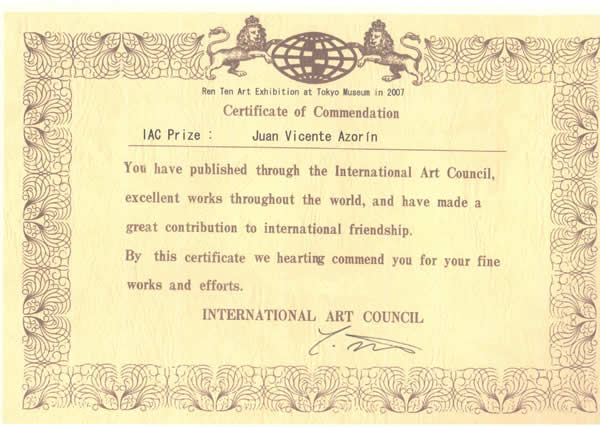 Ren Ten Art Exhibition at Tokyo Museum in 2007
Certificate of Commendation
IAC Prize : Juan Vicente Azorín
You have published through the International Art Council,
excellent works throughout the world, and have made a
great contribution to international friendship.
By this certificate we hearting commend you for your fine
works and efforts.
INTERNATIONAL ART COUNCIL